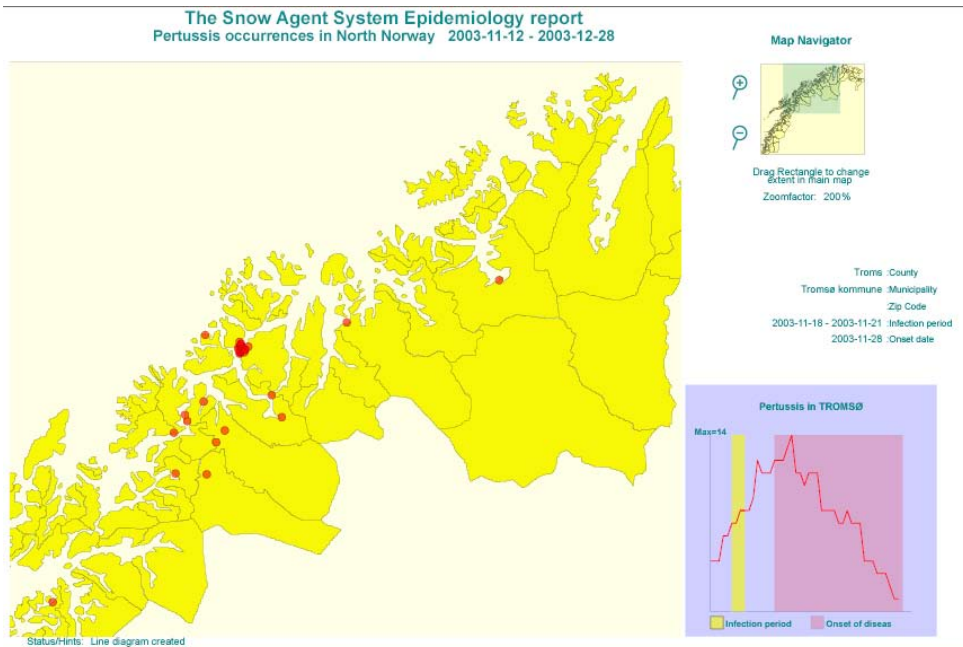 The Snow Agent System Epidemiology report
Pertussis occurrences in North Norway 2003-11-12 - 2003-12-28
Map Navigator
Drag Rectangle to change
extent in main map
Zoomfactor: 200%
Troms :County
Tromsø kommune :Municipality
:Zip Code
2003-11-18 - 2003-11-21 :Infection period
2003-11-28 :Onset date
Pertussis in TROMSØ
Max=14
Infection period
Onset of diseas
Status/Hints: Line diagram created